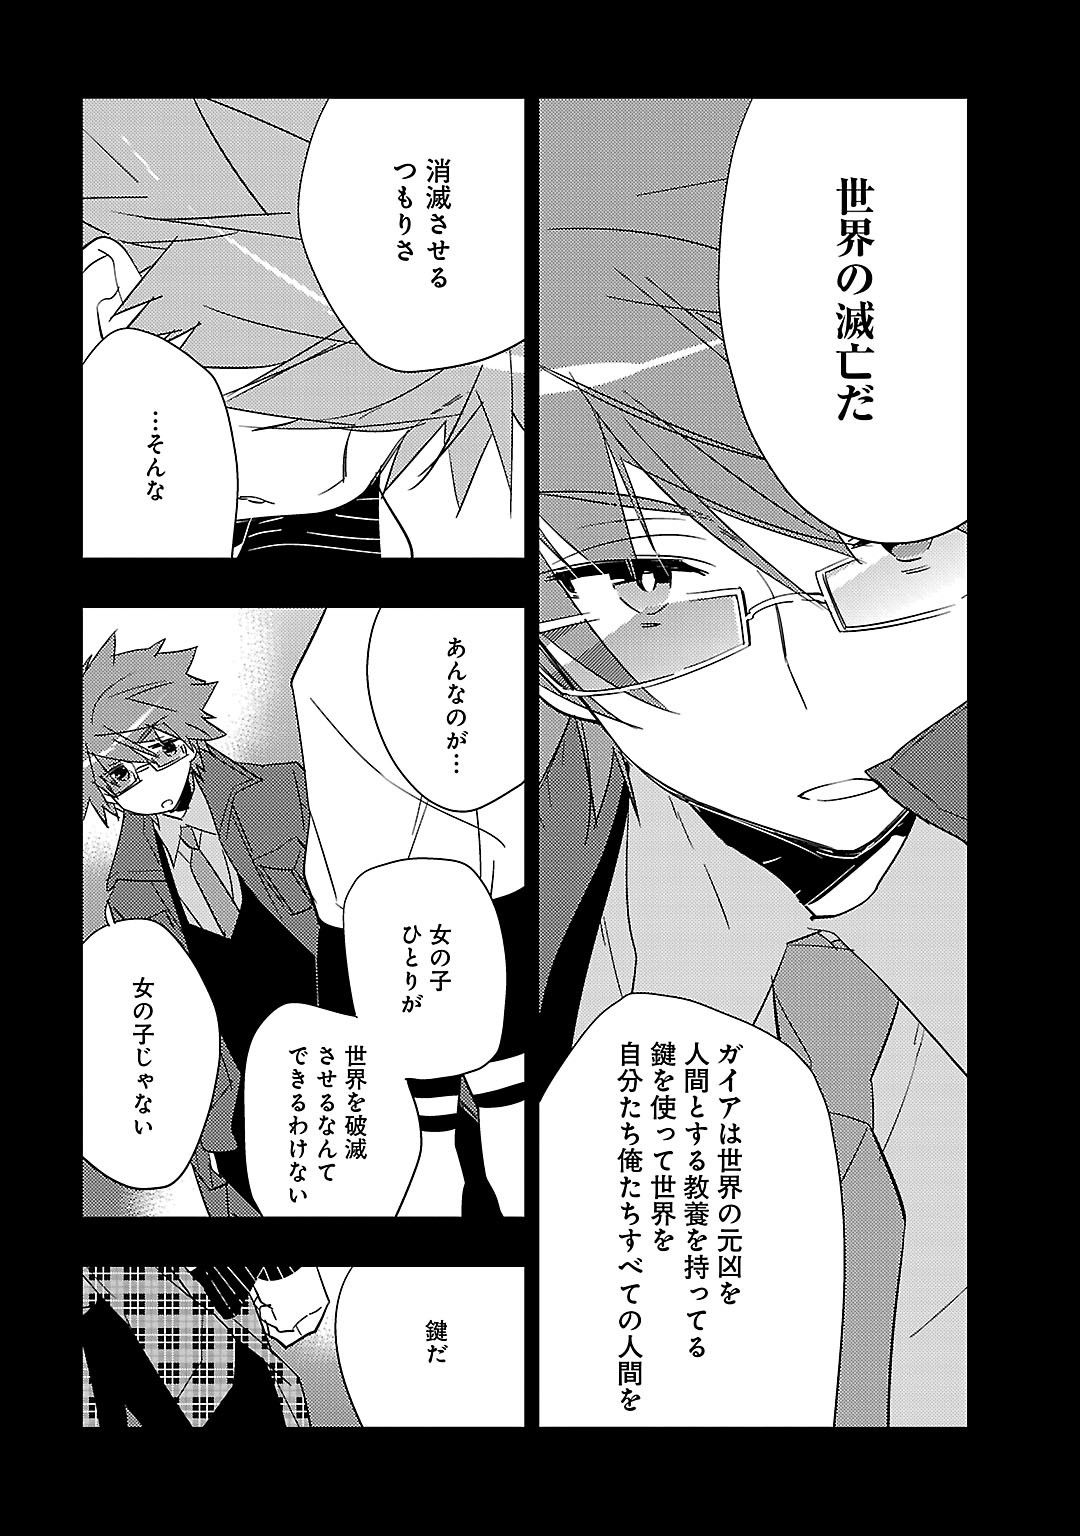 世界の滅亡だ
ガイアは世界の元凶を
人間とする教養を持ってる
鍵を使って世界を
自分たち俺たちすべての人間を
消滅させる
つもりさ
…そんな
あんなのが…
女の子
ひとりが
世界を破滅
させるなんて
できるわけない
女の子じゃない
鍵だ